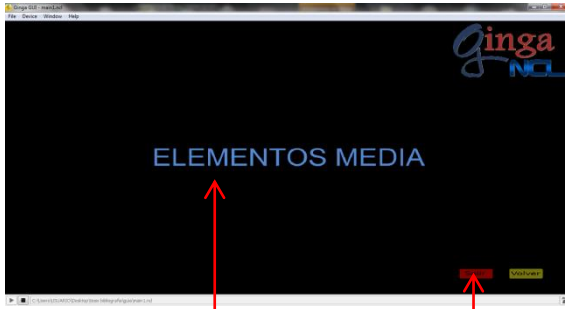 Ginga GUI - main1.ncl
File Device Window Help
Ginga
NCL
ELEMENTOS MEDIA
Volver